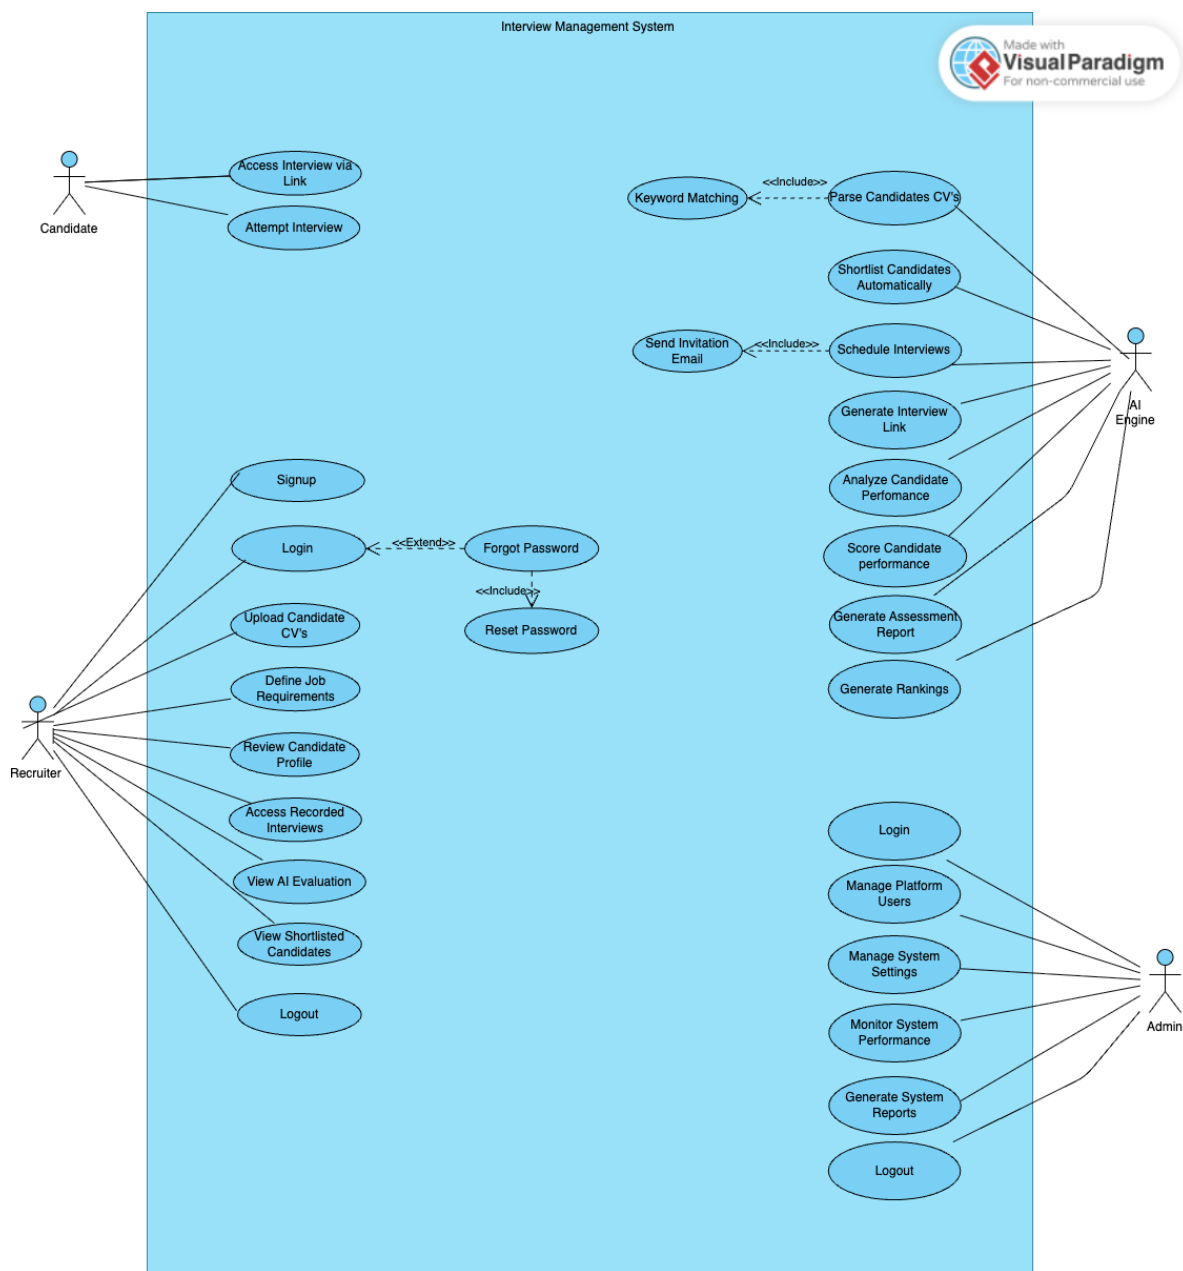 Interview Management System
Made with
VisualParadigm
For non-commercial use
Candidate
Access Interview via
Link
Attempt Interview
Keyword Matching
<<Include>>
Parse Candidates CV's
Shortlist Candidates
Automatically
Send Invitation
Email
<<Include>>
Schedule Interviews
Generate Interview
Link
Analyze Candidate
Perfomance
Score Candidate
performance
Generate Assessment
Report
Generate Rankings
AI
Engine
Signup
Login
<<Extend>>
Forgot Password
<<Include>>
Reset Password
Upload Candidate
CV's
Define Job
Requirements
Review Candidate
Profile
Access Recorded
Interviews
View AI Evaluation
View Shortlisted
Candidates
Logout
Recruiter
Login
Manage Platform
Users
Manage System
Settings
Monitor System
Performance
Generate System
Reports
Logout
Admin